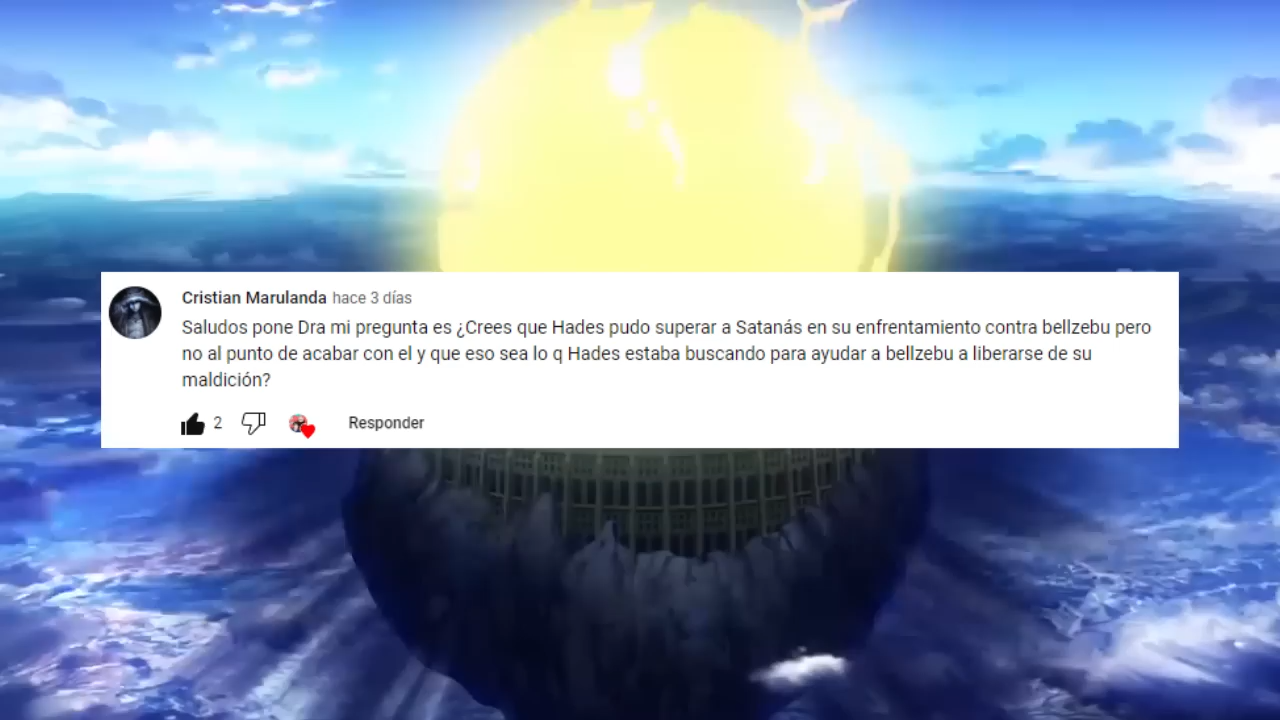 Cristian Marulanda hace 3 días
Saludos pone Dra mi pregunta es ¿Crees que Hades pudo superar a Satanás en su enfrentamiento contra bellzebu pero
no al punto de acabar con el y que eso sea lo q Hades estaba buscando para ayudar a bellzebu a liberarse de su
maldición?
2 Responder